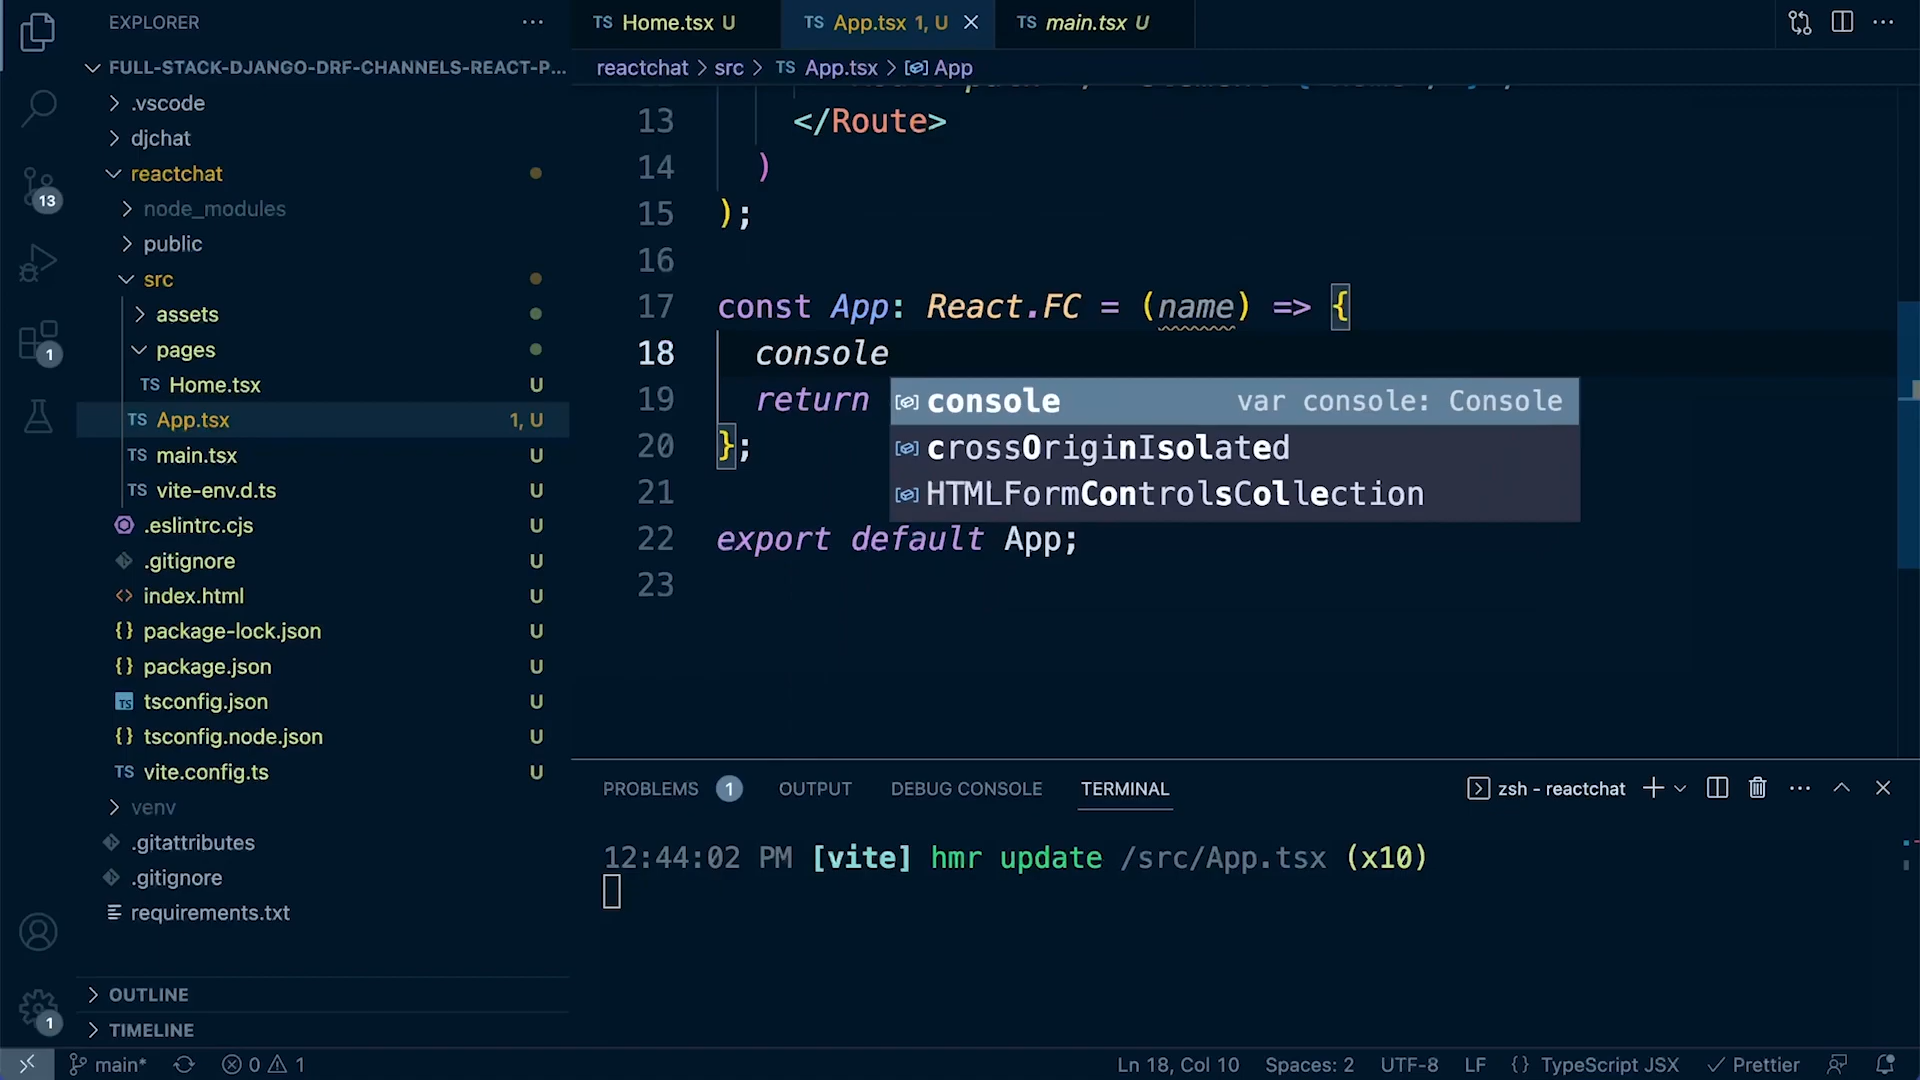 EXPLORER
FULL-STACK-DJANGO-DRF-CHANNELS-REACT-P...
.vscode
djchat
reactchat
node_modules
public
src
assets
pages
TS Home.tsx U
TS App.tsx 1, U
TS main.tsx U
TS vite-env.d.ts U
.eslintrc.cjs U
.gitignore U
<> index.html U
{} package-lock.json U
{} package.json U
TS tsconfig.json U
{} tsconfig.node.json U
TS vite.config.ts U
venv
.gitattributes
.gitignore
requirements.txt
OUTLINE
TIMELINE
13
1
1
TS Home.tsx U
TS App.tsx 1, U
TS main.tsx U
reactchat > src > TS App.tsx > App
13 </Route>
14 )
15 );
16
17 const App: React.FC = (name) => {
18 console
19 return
20 };
21
22 export default App;
23
console var console: Console
crossOriginIsolated
HTMLFormControlsCollection
PROBLEMS 1 OUTPUT DEBUG CONSOLE TERMINAL
zsh - reactchat
12:44:02 PM [vite] hmr update /src/App.tsx (x10)
main* 0 1
Ln 18, Col 10 Spaces: 2 UTF-8 LF {} TypeScript JSX Prettier